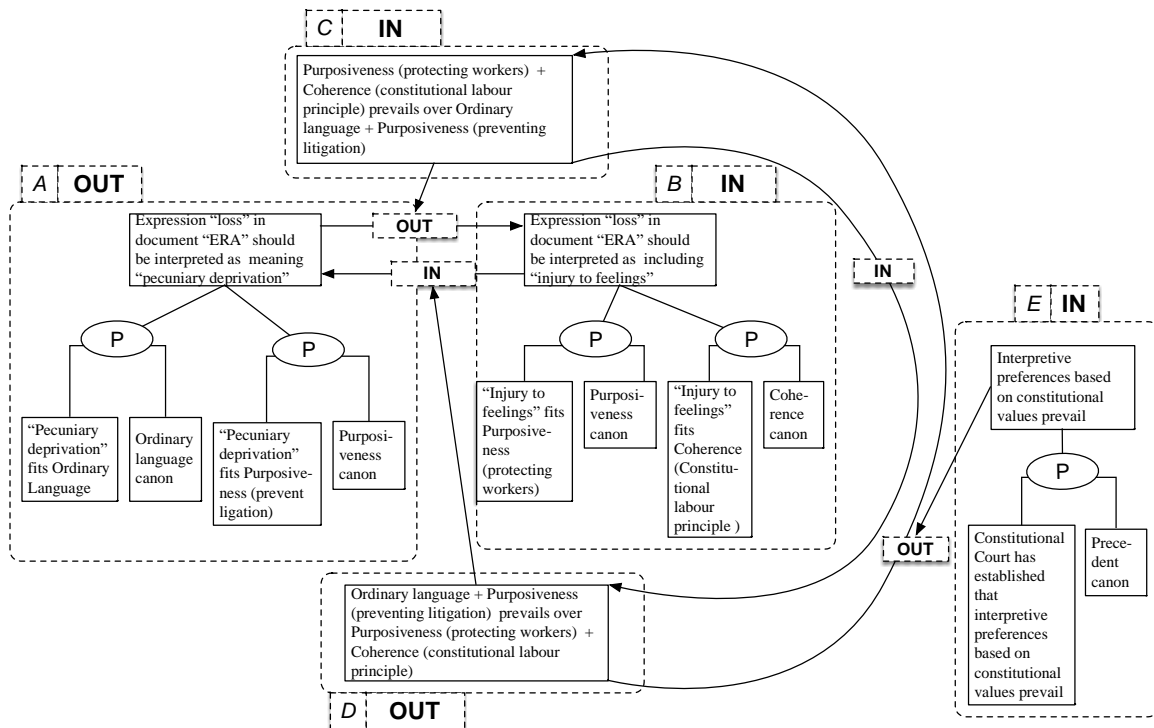 C IN
Purposiveness (protecting workers) +
Coherence (constitutional labour
principle) prevails over Ordinary
language + Purposiveness (preventing
litigation)
A OUT
Expression “loss” in
document “ERA” should
be interpreted as meaning
“pecuniary deprivation”
OUT
IN
B IN
Expression “loss” in
document “ERA” should
be interpreted as including
“injury to feelings”
IN
P
“Pecuniary
deprivation”
fits Ordinary
Language
Ordinary
language
canon
P
“Pecuniary
deprivation”
fits Purposive-
ness (prevent
ligation)
Purposi-
veness
canon
P
“Injury to
feelings” fits
Purposive-
ness
(protecting
workers)
Purposi-
veness
canon
P
“Injury to
feelings”
fits
Coherence
(Constitu-
tional
labour
principle )
Cohe-
rence
canon
E IN
Interpretive
preferences based
on constitutional
values prevail
P
Constitutional
Court has
established
that
interpretive
preferences
based on
constitutional
values prevail
Prece-
dent
canon
OUT
Ordinary language + Purposiveness
(preventing litigation) prevails over
Purposiveness (protecting workers) +
Coherence (constitutional labour
principle)
D OUT